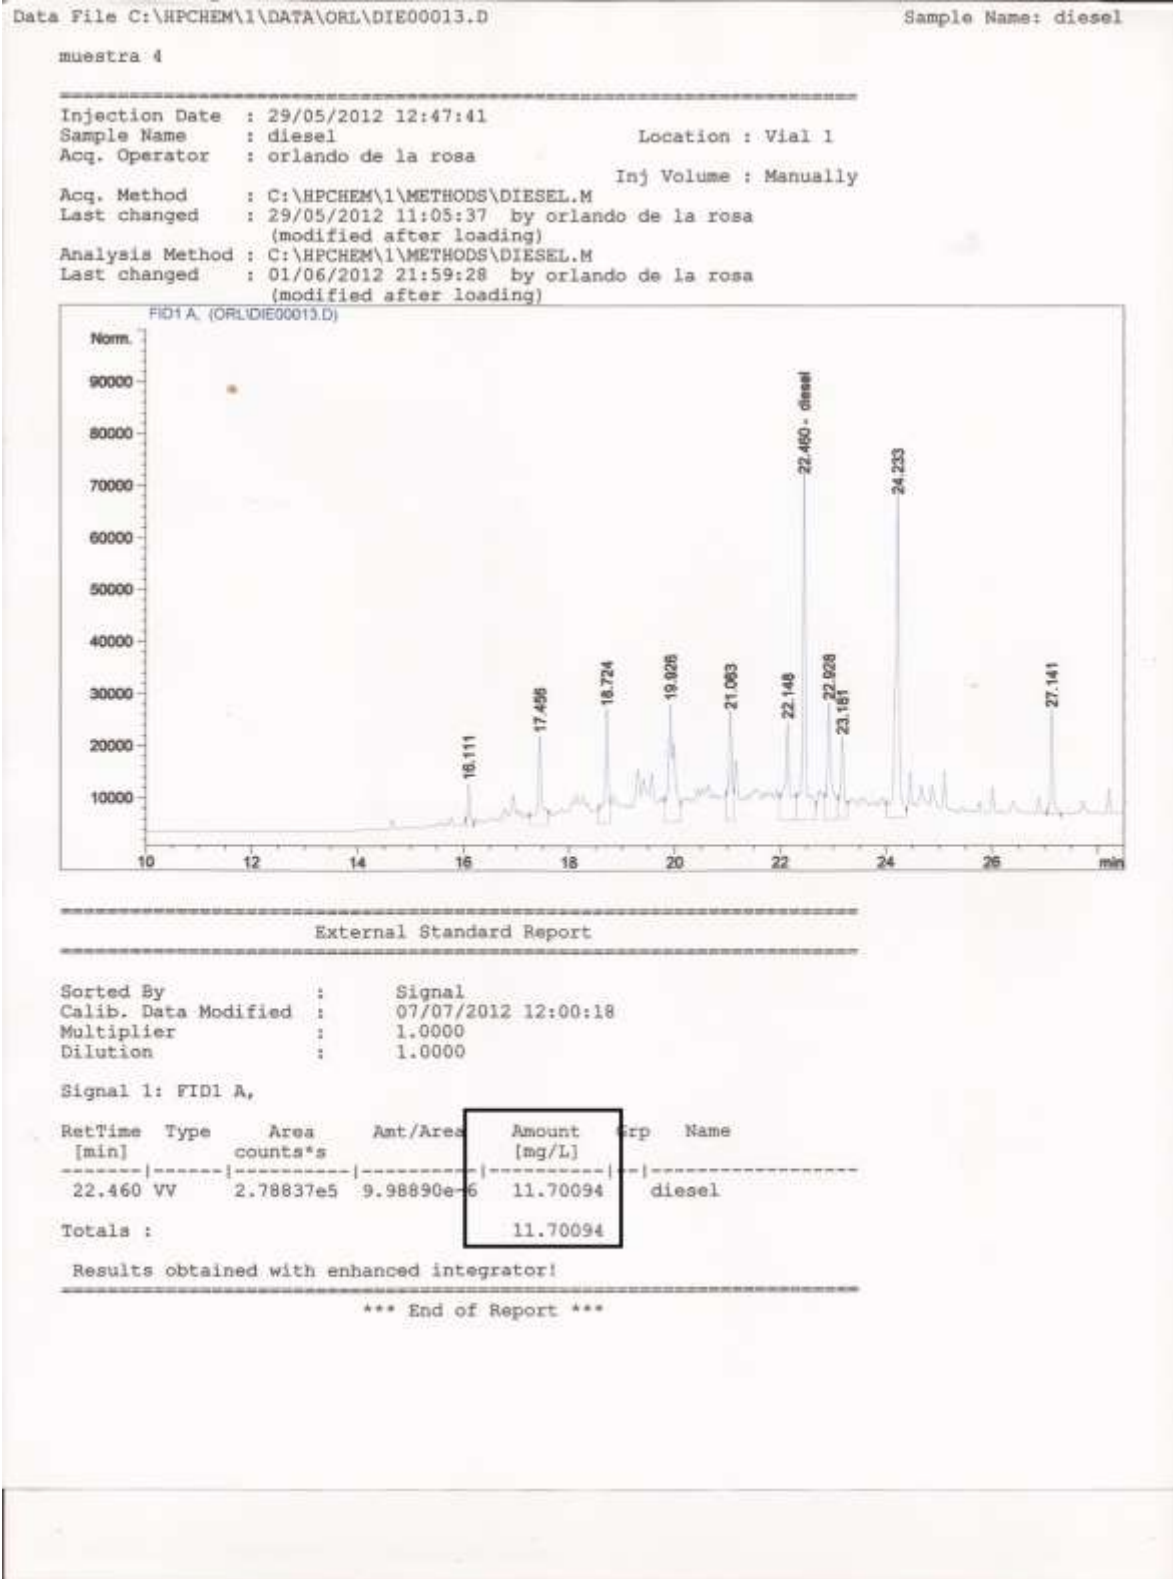 Data File C:\HPCHEM\1\DATA\ORL\DIE00013.D Sample Name: diesel
muestra 4
===================================================================
Injection Date : 29/05/2012 12:47:41
Sample Name : diesel Location : Vial 1
Acq. Operator : orlando de la rosa
Inj Volume : Manually
Acq. Method : C:\HPCHEM\1\METHODS\DIESEL.M
Last changed : 29/05/2012 11:05:37 by orlando de la rosa
(modified after loading)
Analysis Method : C:\HPCHEM\1\METHODS\DIESEL.M
Last changed : 01/06/2012 21:59:28 by orlando de la rosa
(modified after loading)
FID1 A, (ORL\DIE00013.D)
Norm.
90000
80000
70000
60000
50000
40000
30000
20000
10000
16.111
17.456
18.724
19.926
21.063
22.148
22.460 - diesel
22.928
23.181
24.233
27.141
10 12 14 16 18 20 22 24 26 min
===================================================================
External Standard Report
===================================================================
Sorted By : Signal
Calib. Data Modified : 07/07/2012 12:00:18
Multiplier : 1.0000
Dilution : 1.0000
Signal 1: FID1 A,
RetTime Type Area Amt/Area Amount Grp Name
[min] counts*s [mg/L]
-------|------|----------|----------|----------|--|------------------
22.460 VV 2.78837e5 9.98890e-6 11.70094 diesel
Totals : 11.70094
Results obtained with enhanced integrator!
===================================================================
*** End of Report ***